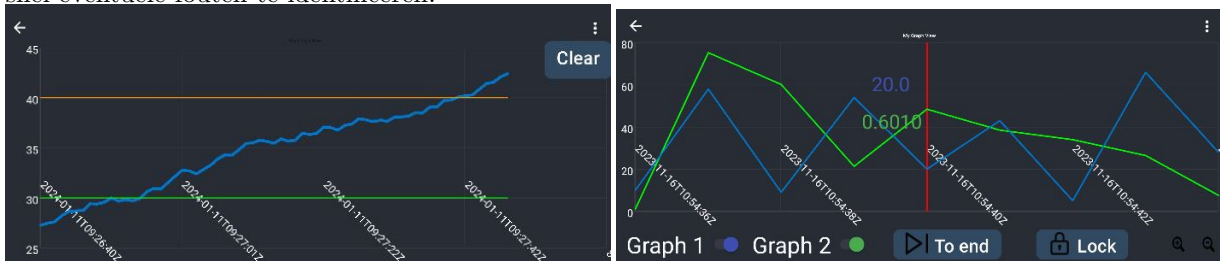 snel eventuele fouten te identificeren.
Clear
45
40
35
30
25
2024-01-11T09:26:40Z
2024-01-11T09:27:01Z
2024-01-11T09:27:22Z
2024-01-11T09:27:42Z
My Graph View
80
60
40
20
0
20.0
0.6010
2023-11-16T10:54:36Z
2023-11-16T10:54:38Z
2023-11-16T10:54:40Z
2023-11-16T10:54:42Z
Graph 1
Graph 2
To end
Lock